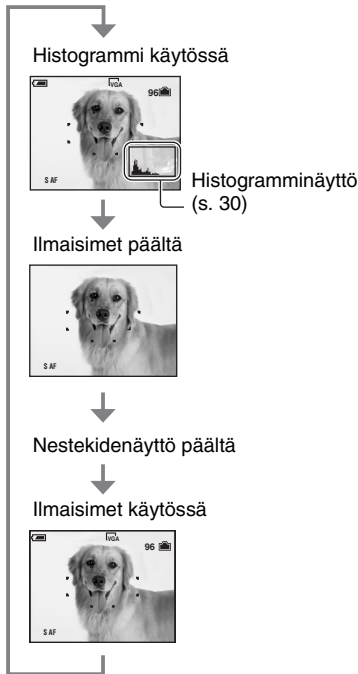 Histogrammi käytössä
VGA
96
S AF
Histogramminäyttö
(s. 30)
Ilmaisimet päältä
S AF
Nestekidenäyttö päältä
Ilmaisimet käytössä
VGA
96
S AF